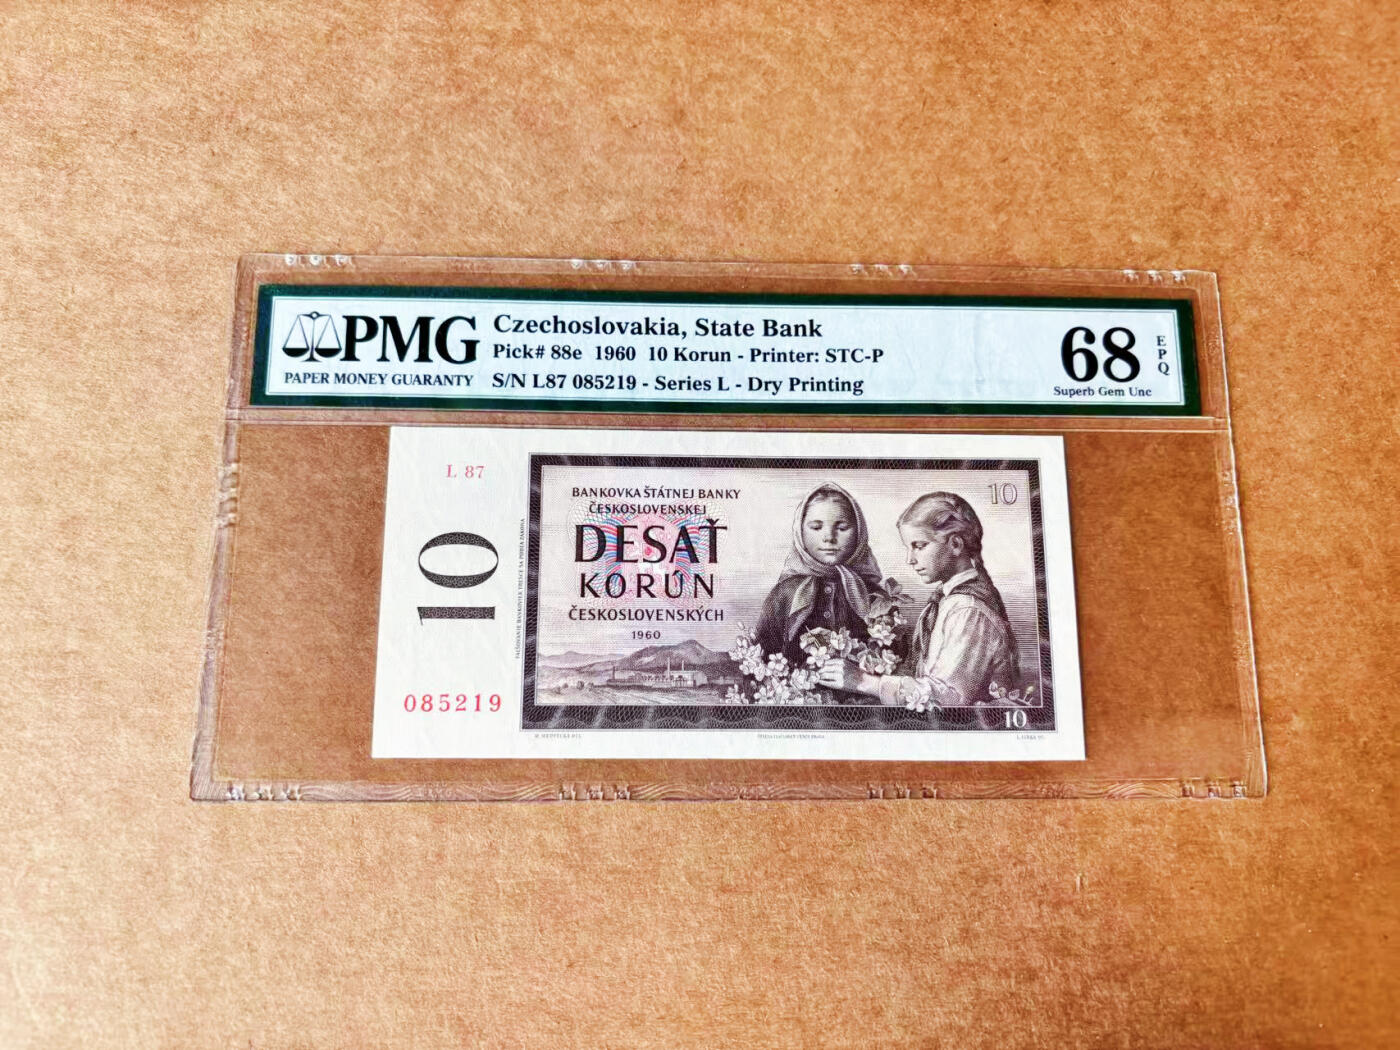 PMG
PAPER MONEY GUARANTY
Czechoslovakia, State Bank
Pick# 88e 1960 10 Korun - Printer: STC-P
S/N L87 085219 - Series L - Dry Printing
68
EPQ
Superb Gem Unc
L 87
10
085219
BANKOVKA ŠTÁTNEJ BANKY
ČESKOSLOVENSKEJ
DESAŤ
KORÚN
ČESKOSLOVENSKÝCH
1960
10
10